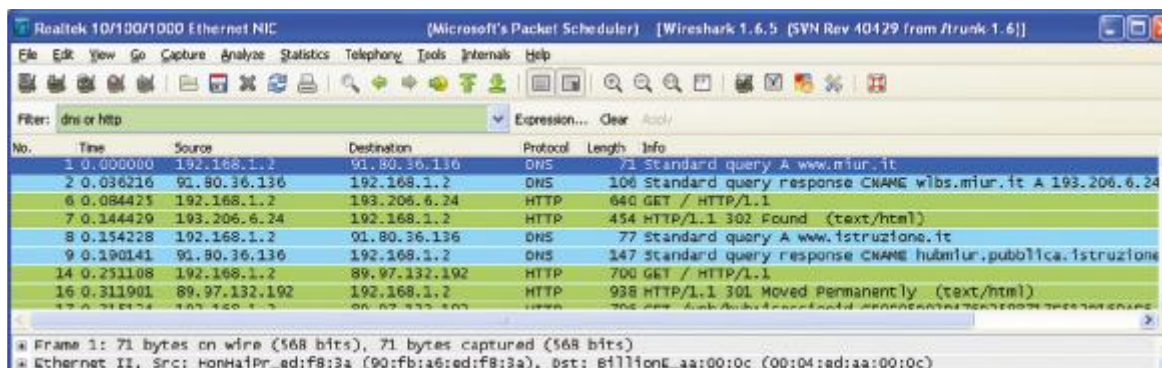 Realtek 10/100/1000 Ethernet NIC (Microsoft's Packet Scheduler) [Wireshark 1.6.5 (SVN Rev 40429 from /trunk-1.6)]
File Edit View Go Capture Analyze Statistics Telephony Tools Internals Help
Filter: dns or http Expression... Clear Apply
No. Time Source Destination Protocol Length Info
1 0.000000 192.168.1.2 91.80.36.136 DNS 71 Standard query A www.miur.it
2 0.036216 91.80.36.136 192.168.1.2 DNS 106 Standard query response CNAME wlbs.miur.it A 193.206.6.24
6 0.084425 192.168.1.2 193.206.6.24 HTTP 640 GET / HTTP/1.1
7 0.144429 193.206.6.24 192.168.1.2 HTTP 454 HTTP/1.1 302 Found (text/html)
8 0.154228 192.168.1.2 91.80.36.136 DNS 77 Standard query A www.istruzione.it
9 0.190141 91.80.36.136 192.168.1.2 DNS 147 Standard query response CNAME hubmiur.pubblica.istruzione
14 0.251108 192.168.1.2 89.97.132.192 HTTP 700 GET / HTTP/1.1
16 0.311901 89.97.132.192 192.168.1.2 HTTP 938 HTTP/1.1 301 Moved Permanently (text/html)
Frame 1: 71 bytes on wire (568 bits), 71 bytes captured (568 bits)
Ethernet II, Src: HonHaiPr_ed:f8:3a (90:fb:a6:ed:f8:3a), Dst: BillionE_aa:00:0c (00:04:ed:aa:00:0c)